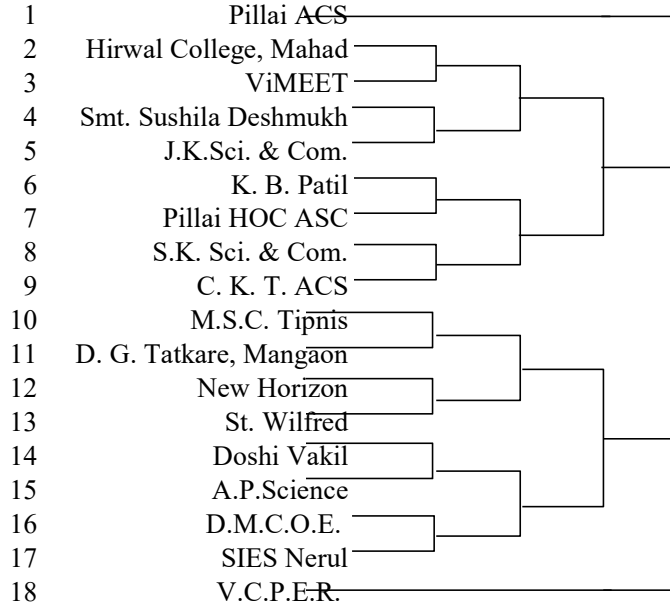 1 Pillai ACS
2 Hirwal College, Mahad
3 ViMEET
4 Smt. Sushila Deshmukh
5 J.K.Sci. & Com.
6 K. B. Patil
7 Pillai HOC ASC
8 S.K. Sci. & Com.
9 C. K. T. ACS
10 M.S.C. Tipnis
11 D. G. Tatkare, Mangaon
12 New Horizon
13 St. Wilfred
14 Doshi Vakil
15 A.P.Science
16 D.M.C.O.E.
17 SIES Nerul
18 V.C.P.E.R.